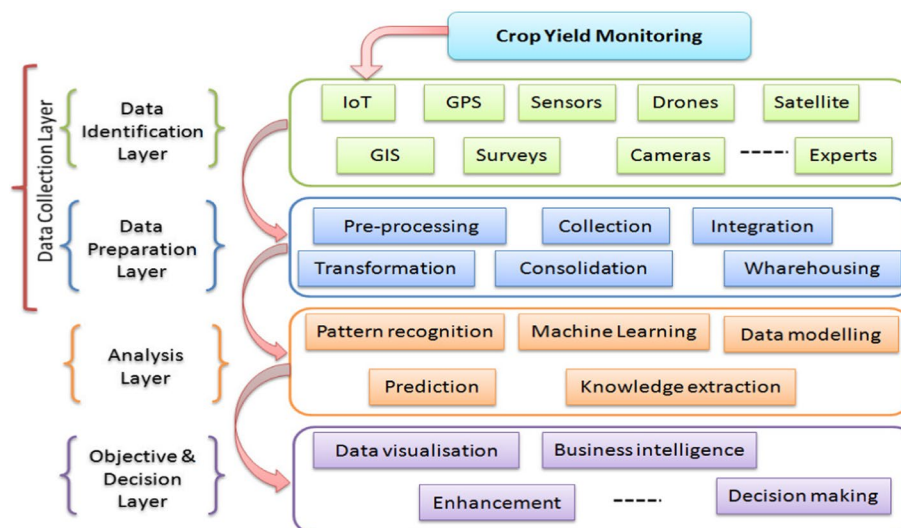 Crop Yield Monitoring
Data Collection Layer
Data
Identification
Layer
IoT
GPS
Sensors
Drones
Satellite
GIS
Surveys
Cameras
Experts
Data
Preparation
Layer
Pre-processing
Collection
Integration
Transformation
Consolidation
Wharehousing
Analysis
Layer
Pattern recognition
Machine Learning
Data modelling
Prediction
Knowledge extraction
Objective &
Decision
Layer
Data visualisation
Business intelligence
Enhancement
Decision making